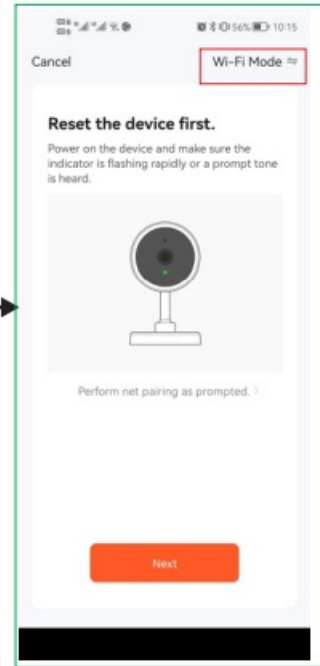 56% 10:15
Cancel
Wi-Fi Mode
Reset the device first.
Power on the device and make sure the
indicator is flashing rapidly or a prompt tone
is heard.
Perform net pairing as prompted. >
Next